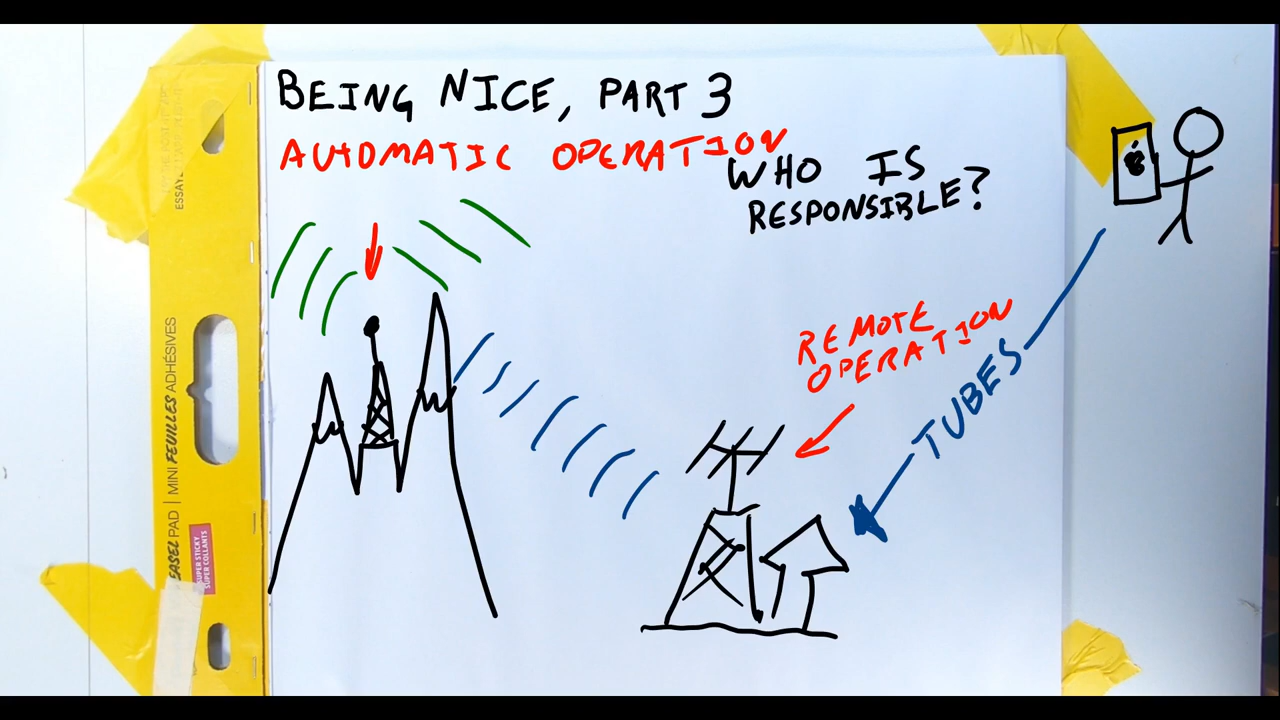 BEING NICE, PART 3
AUTOMATIC OPERATION
WHO IS
RESPONSIBLE?
REMOTE
OPERATION
TUBES
EASEL PAD | MINI FEUILLES ADHÉSIVES
SUPER STICKY
SUPER COLLANTS